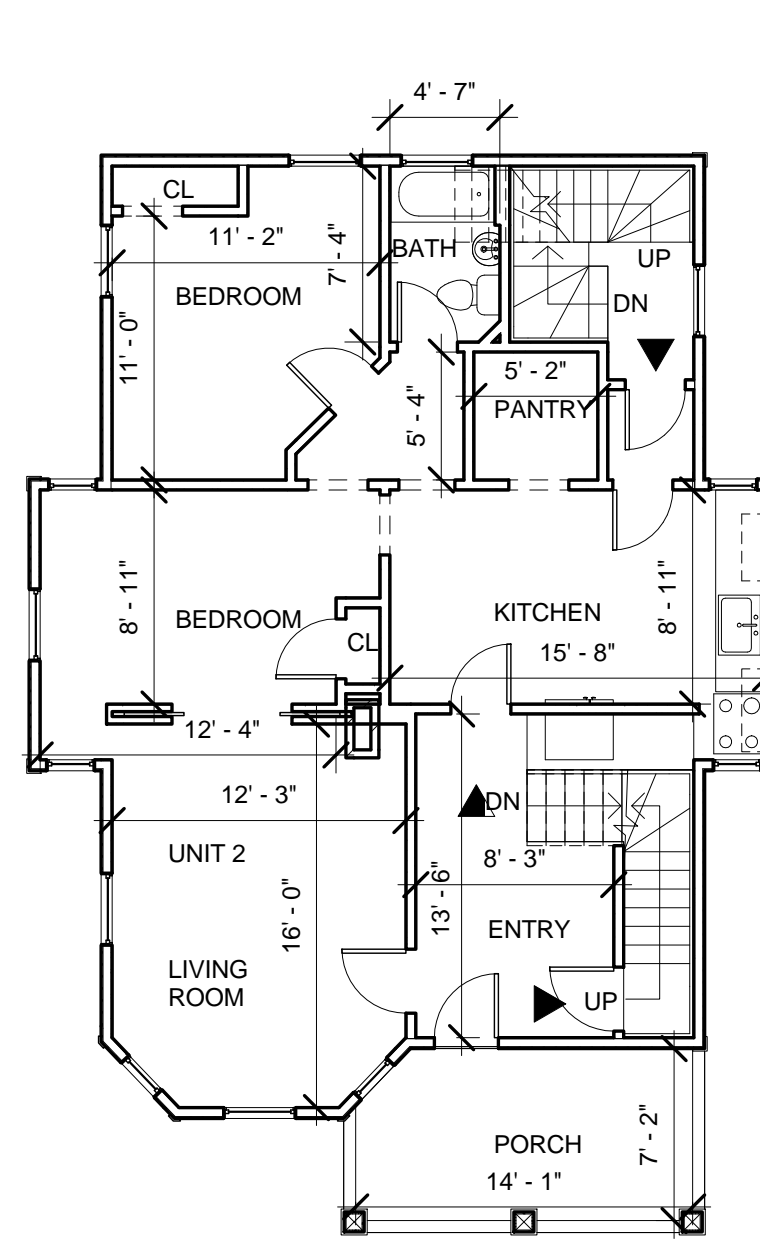 4' - 7"
CL
11' - 2"
7' - 4"
BATH
UP
BEDROOM
DN
11' - 0"
5' - 2"
PANTRY
5' - 4"
8' - 11"
BEDROOM
CL
KITCHEN
8' - 11"
15' - 8"
12' - 4"
12' - 3"
DN
UNIT 2
8' - 3"
16' - 0"
13' - 6"
ENTRY
LIVING
ROOM
UP
PORCH
7' - 2"
14' - 1"